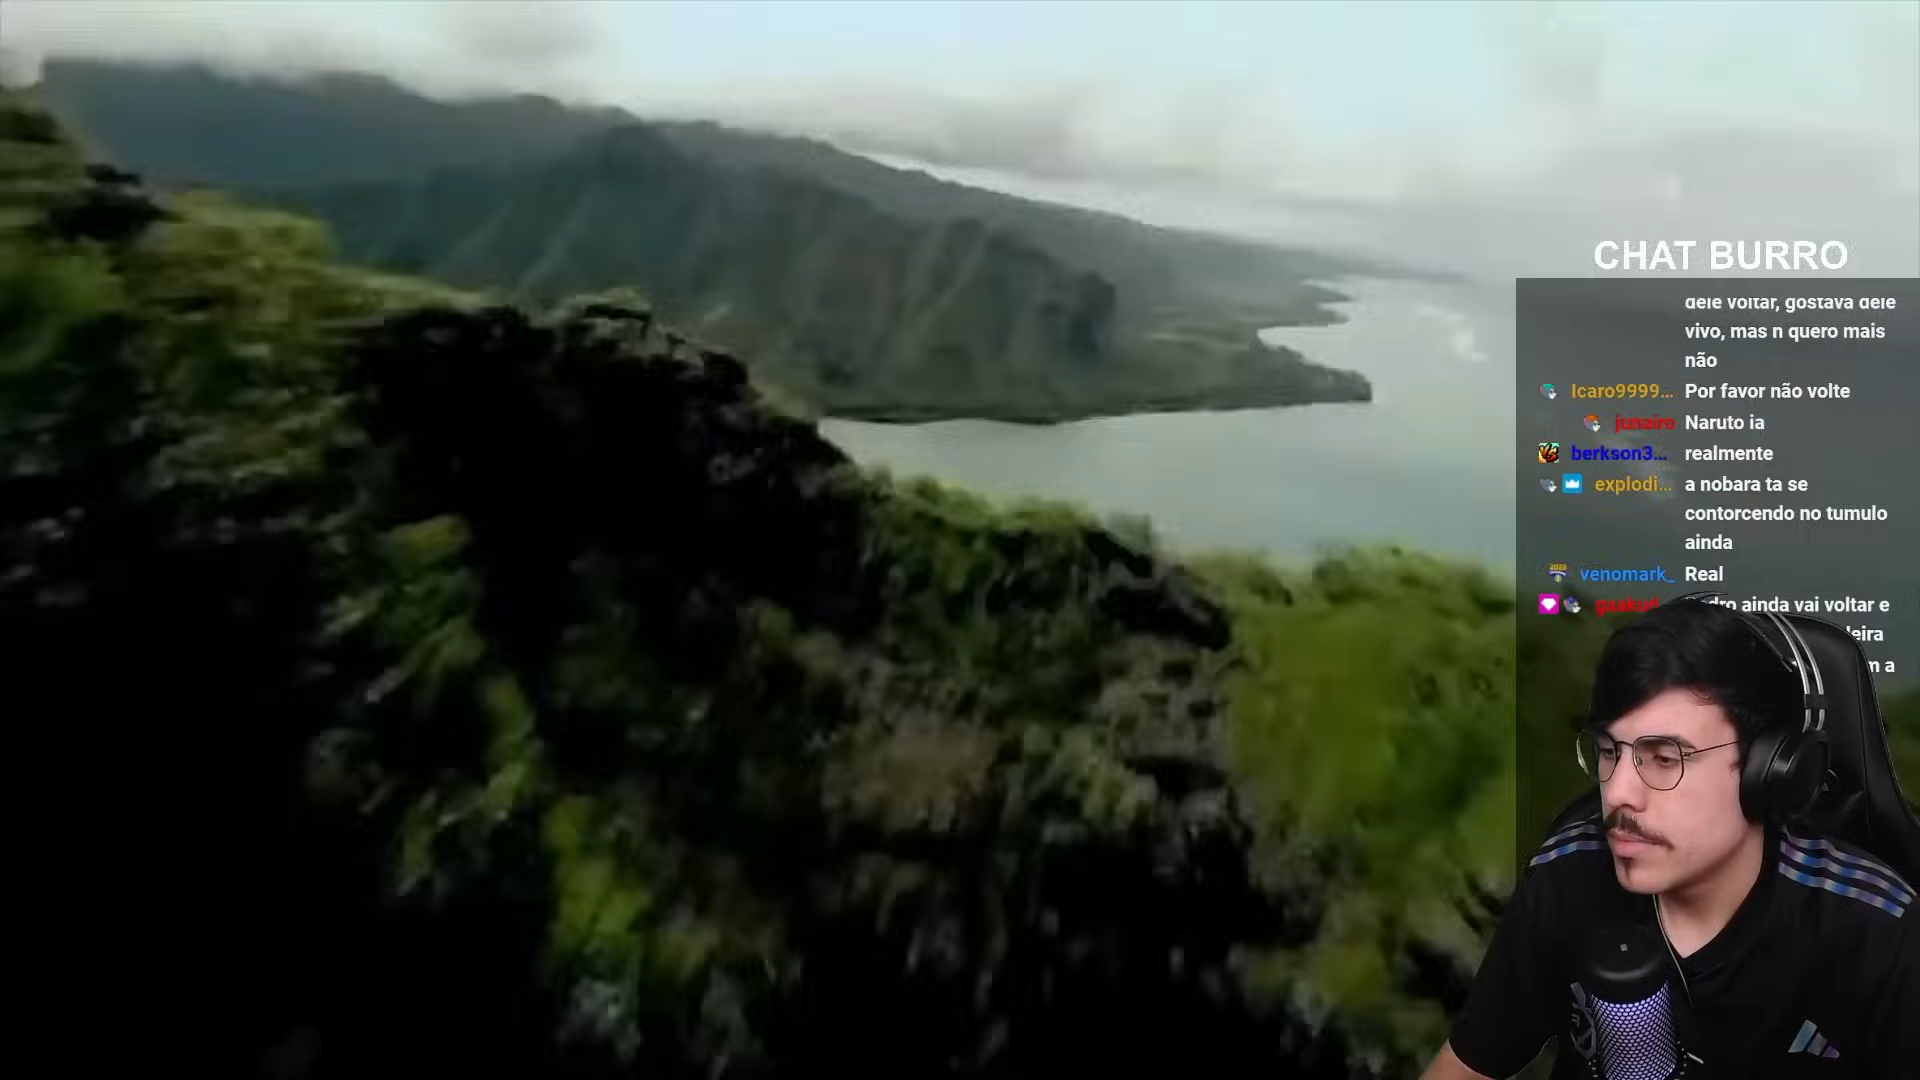 CHAT BURRO
dele voltar, gostava dele
vivo, mas n quero mais
não
Icaro9999... Por favor não volte
junairo Naruto ia
berkson3... realmente
explodi... a nobara ta se
contorcendo no tumulo
ainda
venomark_ Real
ainda vai voltar e
m a